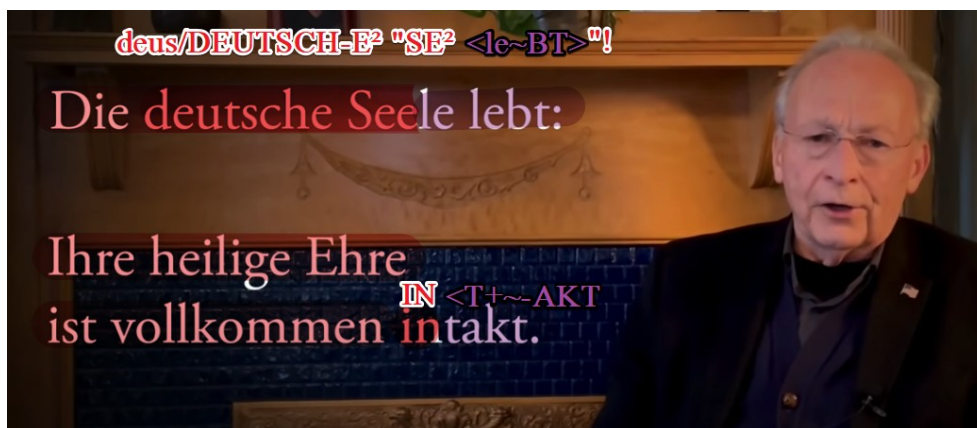 deus/DEUTSCH-E² "SE² <le~BT>"!
Die deutsche Seele lebt:
Ihre heilige Ehre
IN <T+~-AKT
ist vollkommen intakt.